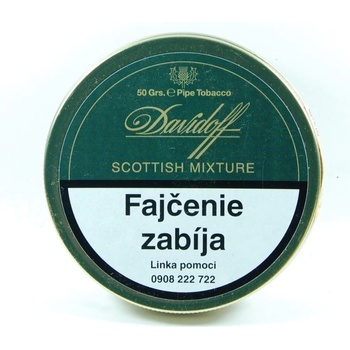 50 Grs. ℮ Pipe Tobacco
Davidoff
SCOTTISH MIXTURE
Fajčenie
zabíja
Linka pomoci
0908 222 722